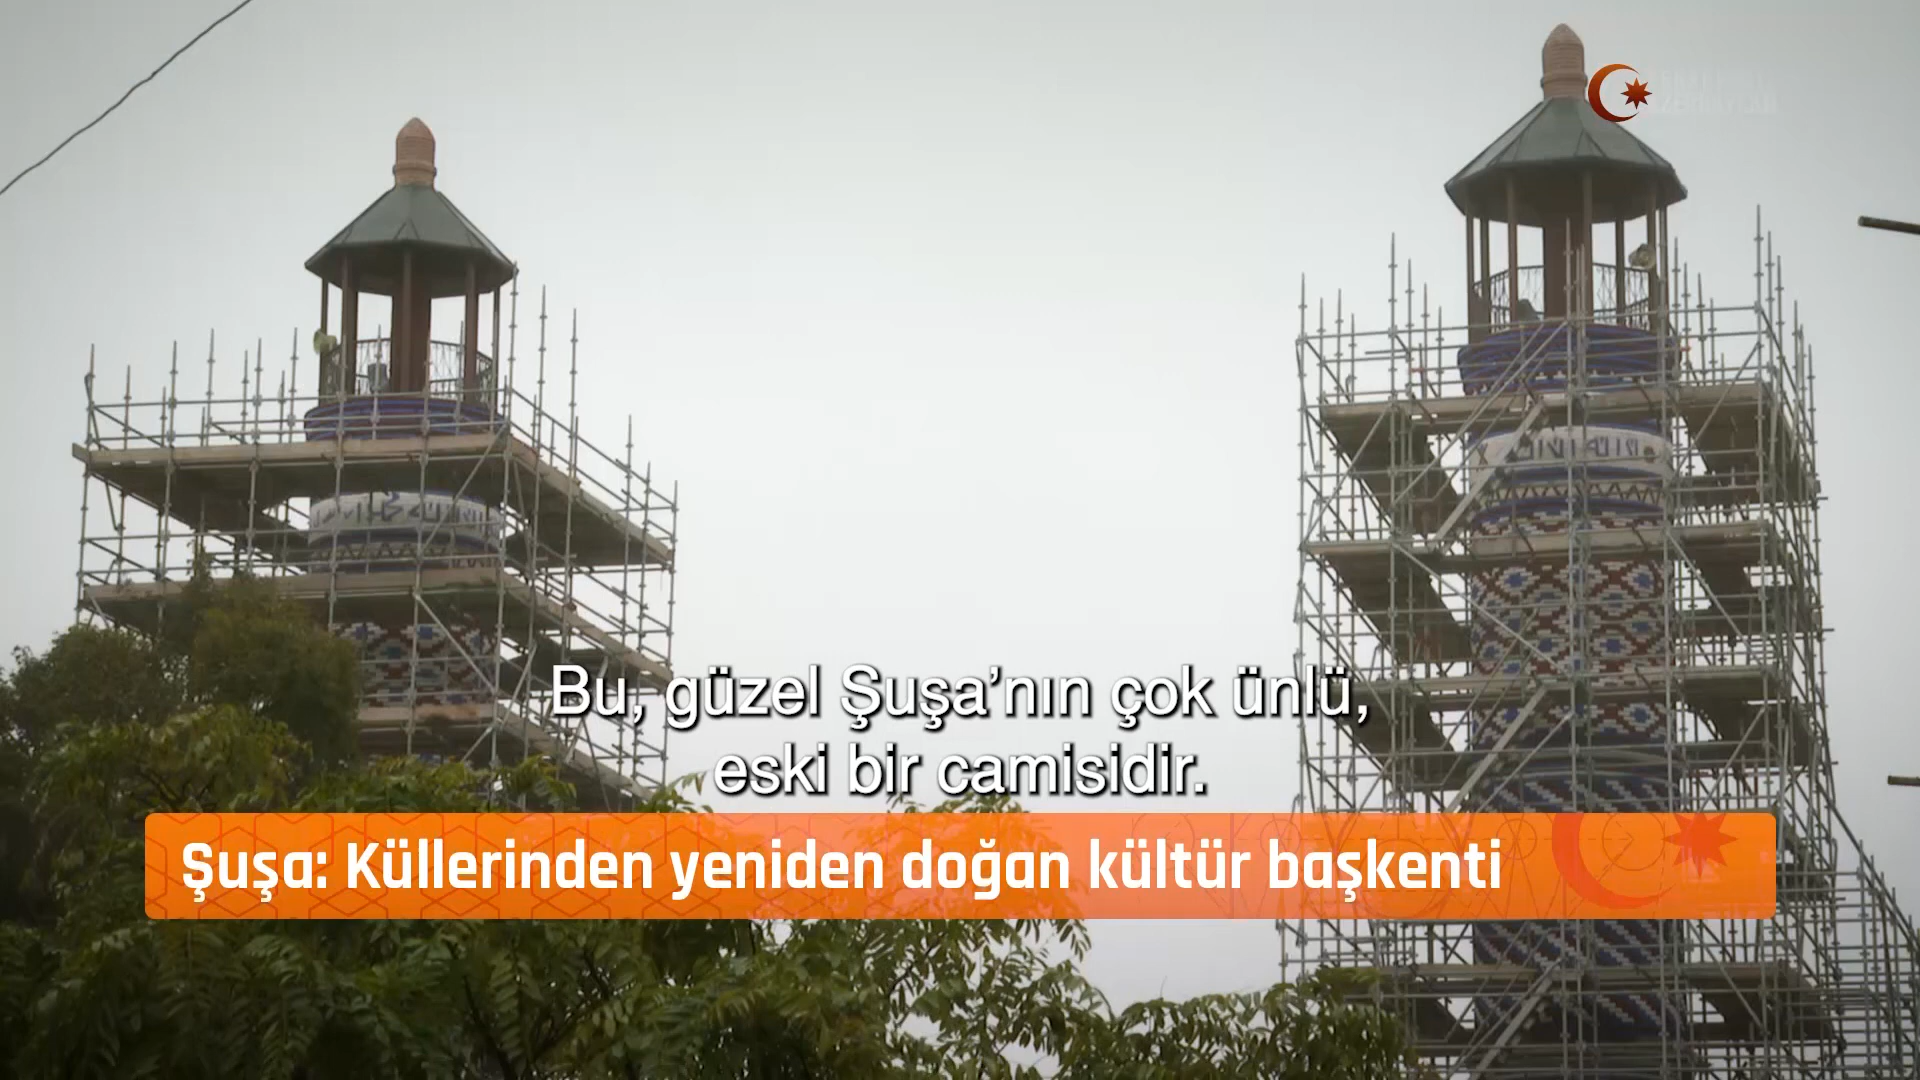 Bu, güzel Şuşa’nın çok ünlü,
eski bir camisidir.
Şuşa: Küllerinden yeniden doğan kültür başkenti